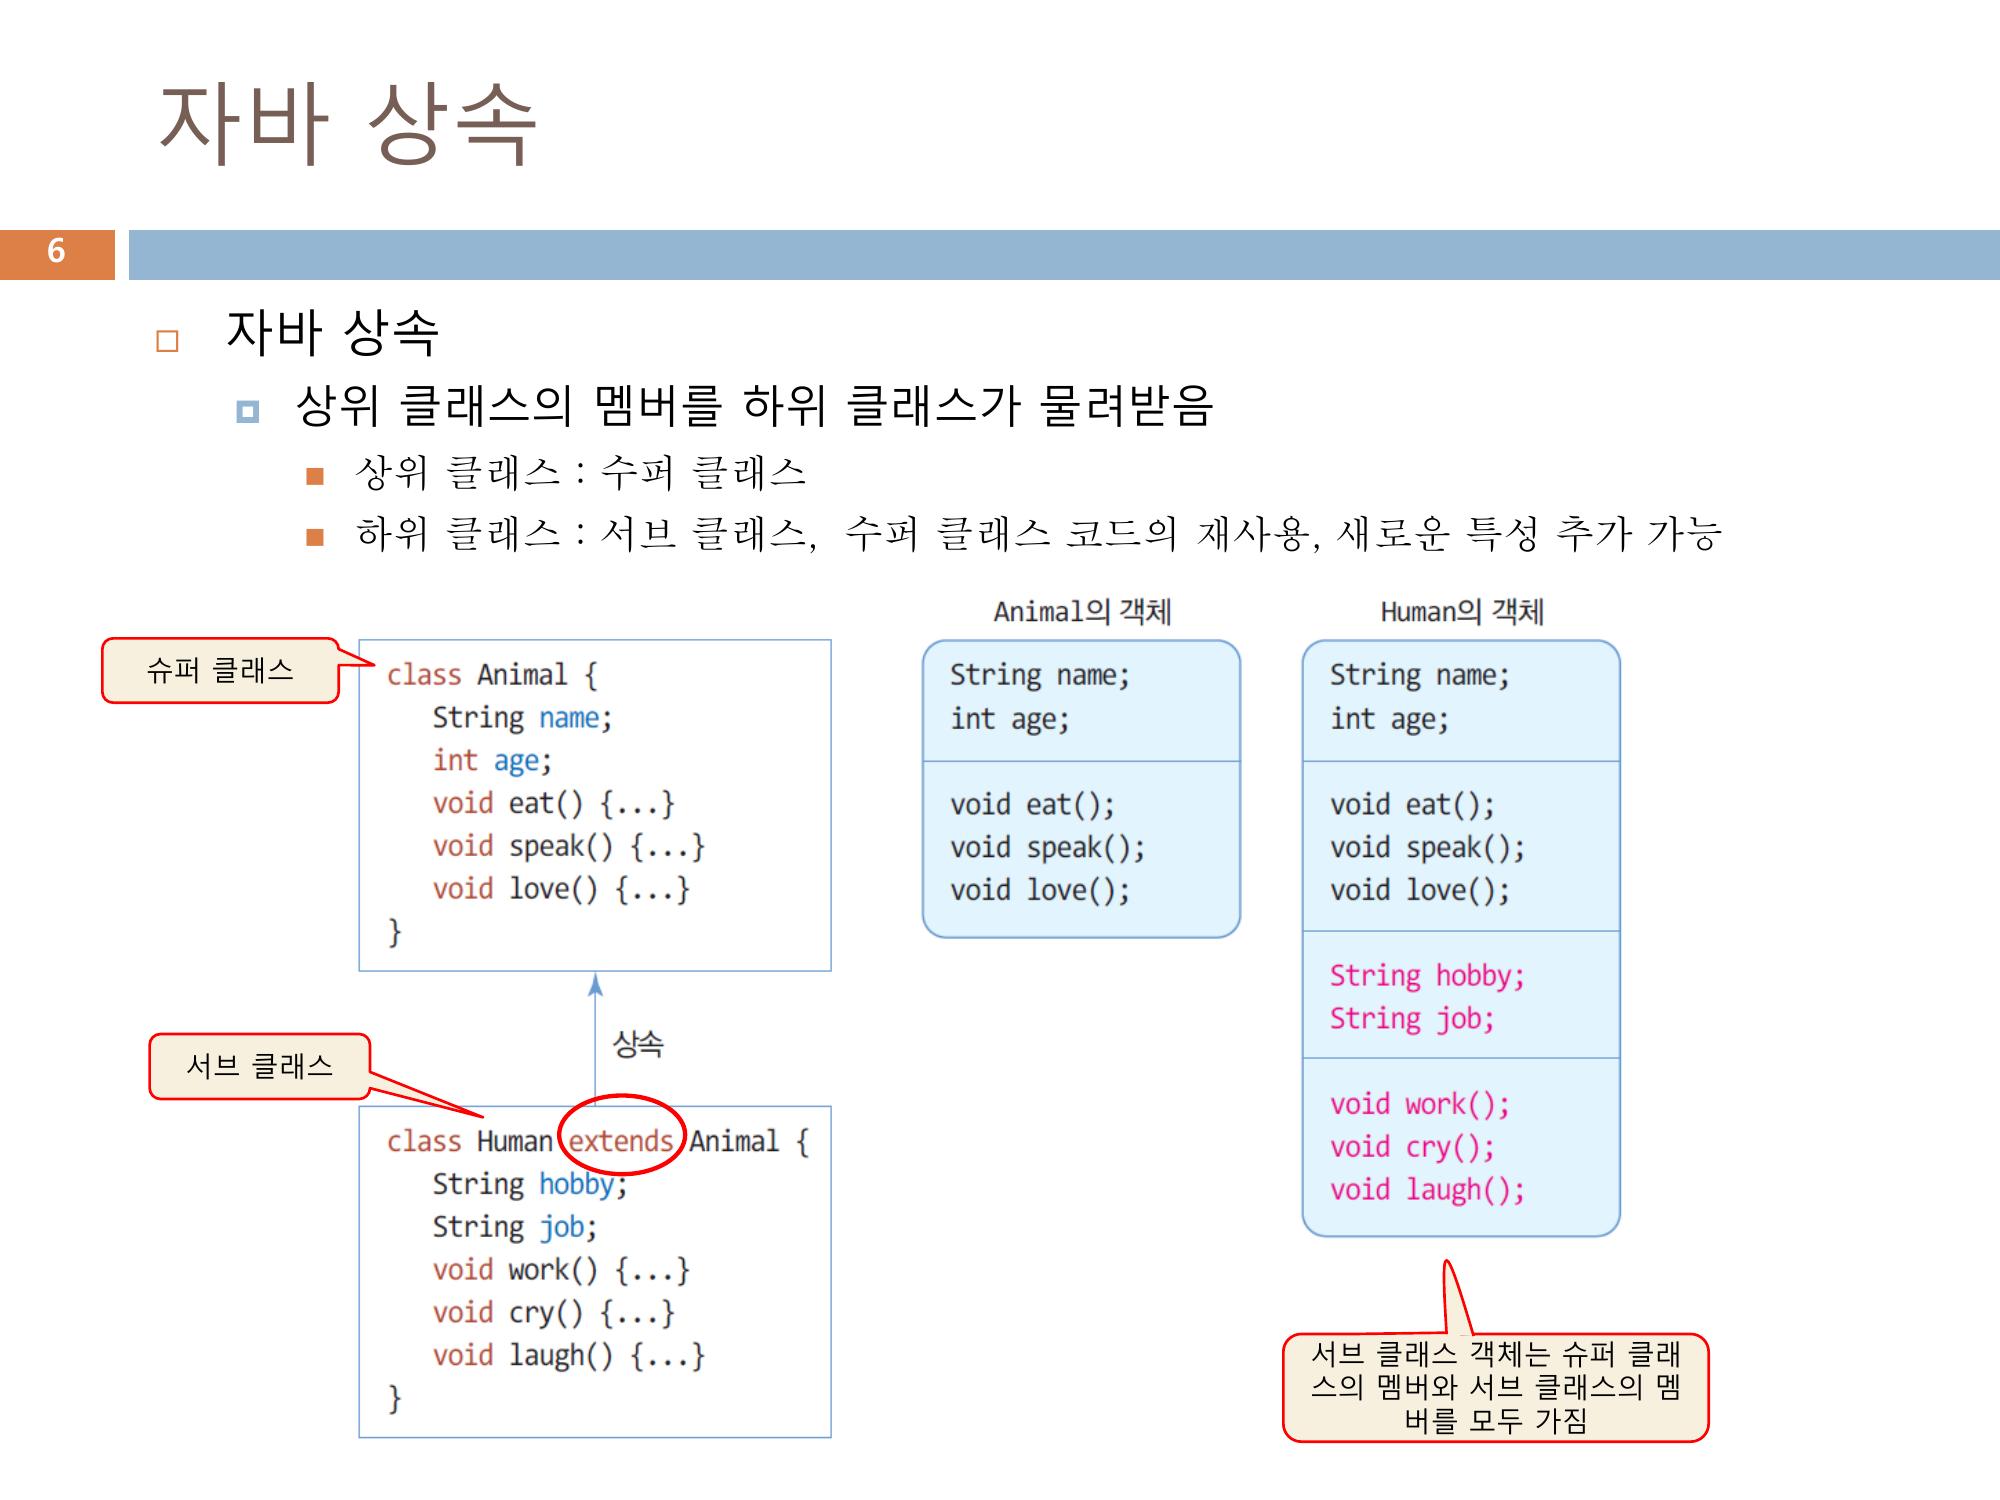 자바 상속
6
자바 상속
상위 클래스의 멤버를 하위 클래스가 물려받음
상위 클래스 : 수퍼 클래스
하위 클래스 : 서브 클래스, 수퍼 클래스 코드의 재사용, 새로운 특성 추가 가능
슈퍼 클래스
class Animal {
String name;
int age;
void eat() {...}
void speak() {...}
void love() {...}
}
상속
서브 클래스
class Human extends Animal {
String hobby;
String job;
void work() {...}
void cry() {...}
void laugh() {...}
}
Animal의 객체
String name;
int age;
void eat();
void speak();
void love();
Human의 객체
String name;
int age;
void eat();
void speak();
void love();
String hobby;
String job;
void work();
void cry();
void laugh();
서브 클래스 객체는 슈퍼 클래
스의 멤버와 서브 클래스의 멤
버를 모두 가짐